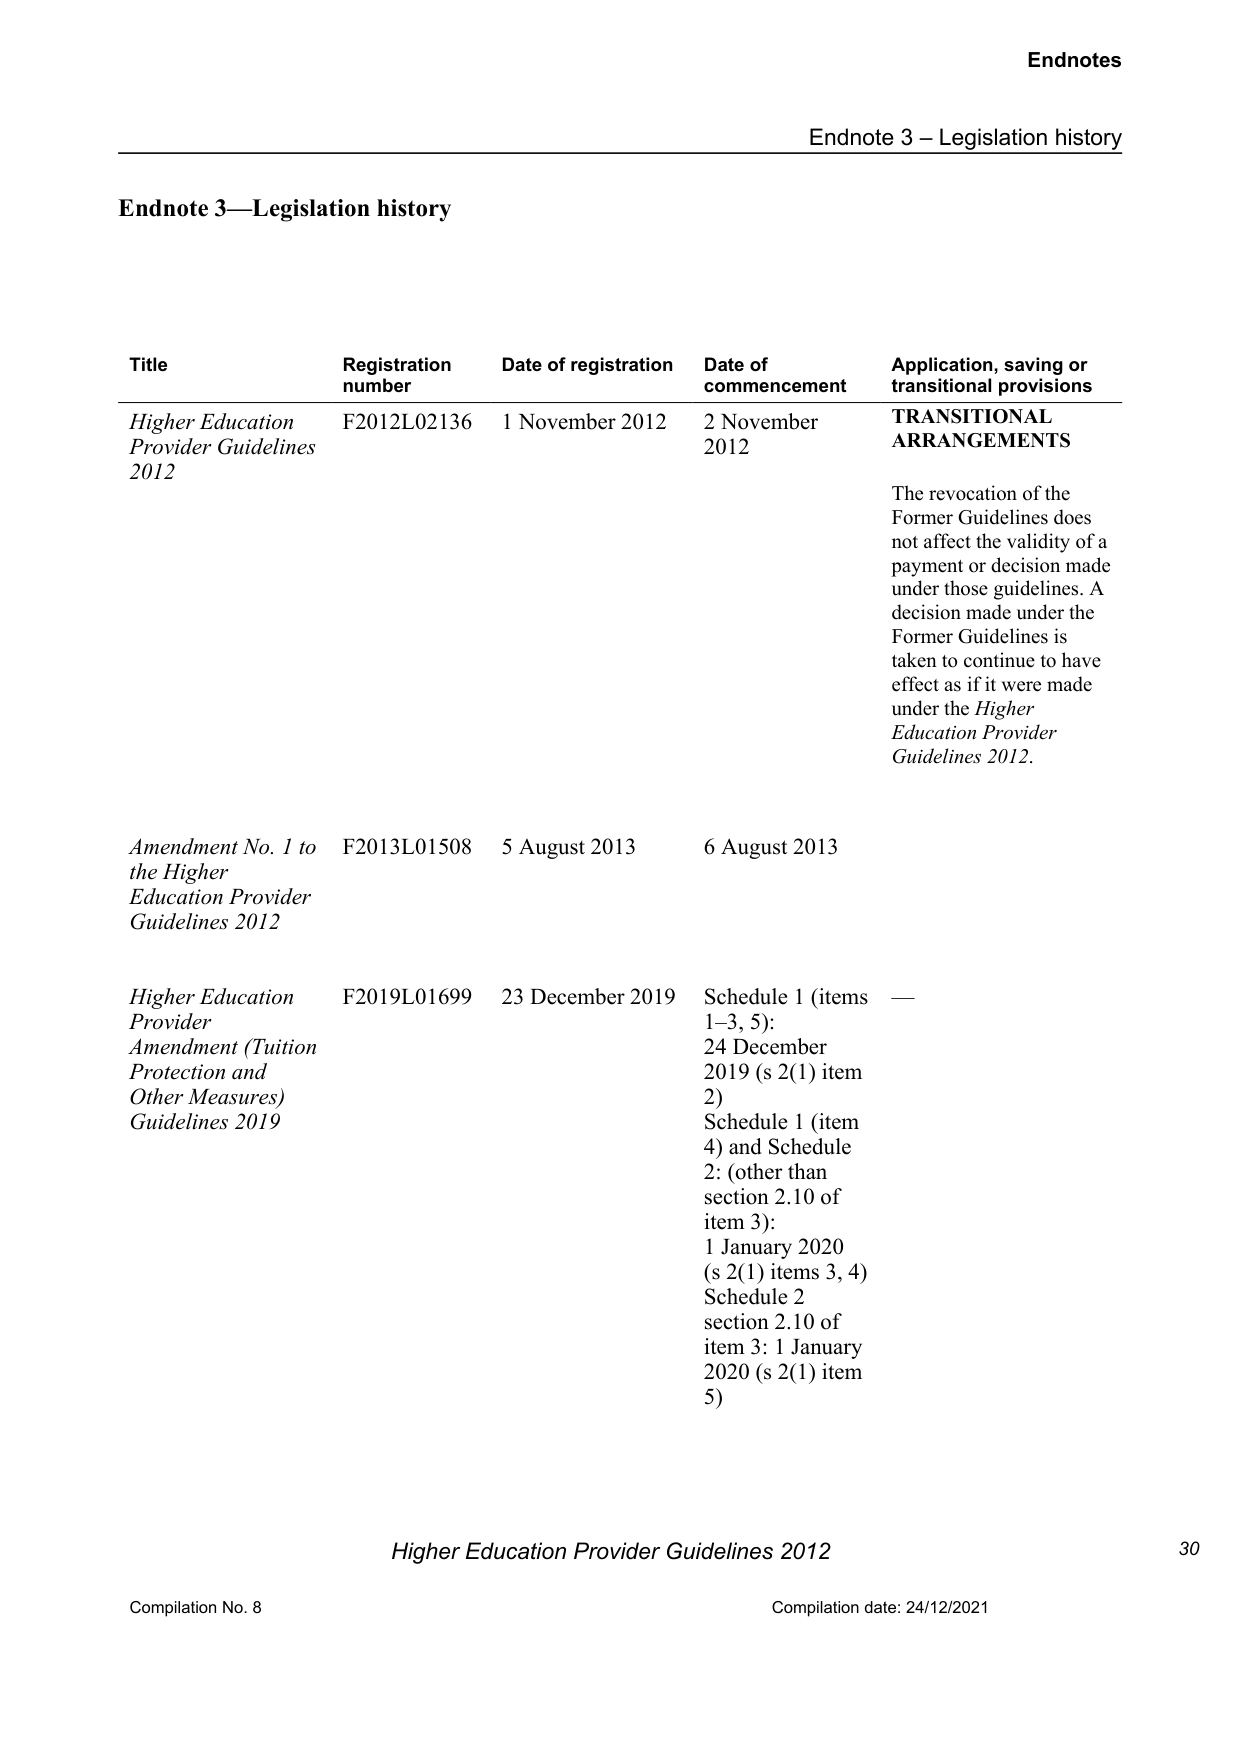 Endnotes
Endnote 3 – Legislation history
Endnote 3—Legislation history
Title
Registration
number
Date of registration
Date of
commencement
Application, saving or
transitional provisions
Higher Education
Provider Guidelines
2012
F2012L02136
1 November 2012
2 November
2012
TRANSITIONAL
ARRANGEMENTS
The revocation of the
Former Guidelines does
not affect the validity of a
payment or decision made
under those guidelines. A
decision made under the
Former Guidelines is
taken to continue to have
effect as if it were made
under the Higher
Education Provider
Guidelines 2012.
Amendment No. 1 to
the Higher
Education Provider
Guidelines 2012
F2013L01508
5 August 2013
6 August 2013
Higher Education
Provider
Amendment (Tuition
Protection and
Other Measures)
Guidelines 2019
F2019L01699
23 December 2019
Schedule 1 (items
1–3, 5):
24 December
2019 (s 2(1) item
2)
Schedule 1 (item
4) and Schedule
2: (other than
section 2.10 of
item 3):
1 January 2020
(s 2(1) items 3, 4)
Schedule 2
section 2.10 of
item 3: 1 January
2020 (s 2(1) item
5)
—
Higher Education Provider Guidelines 2012
30
Compilation No. 8
Compilation date: 24/12/2021